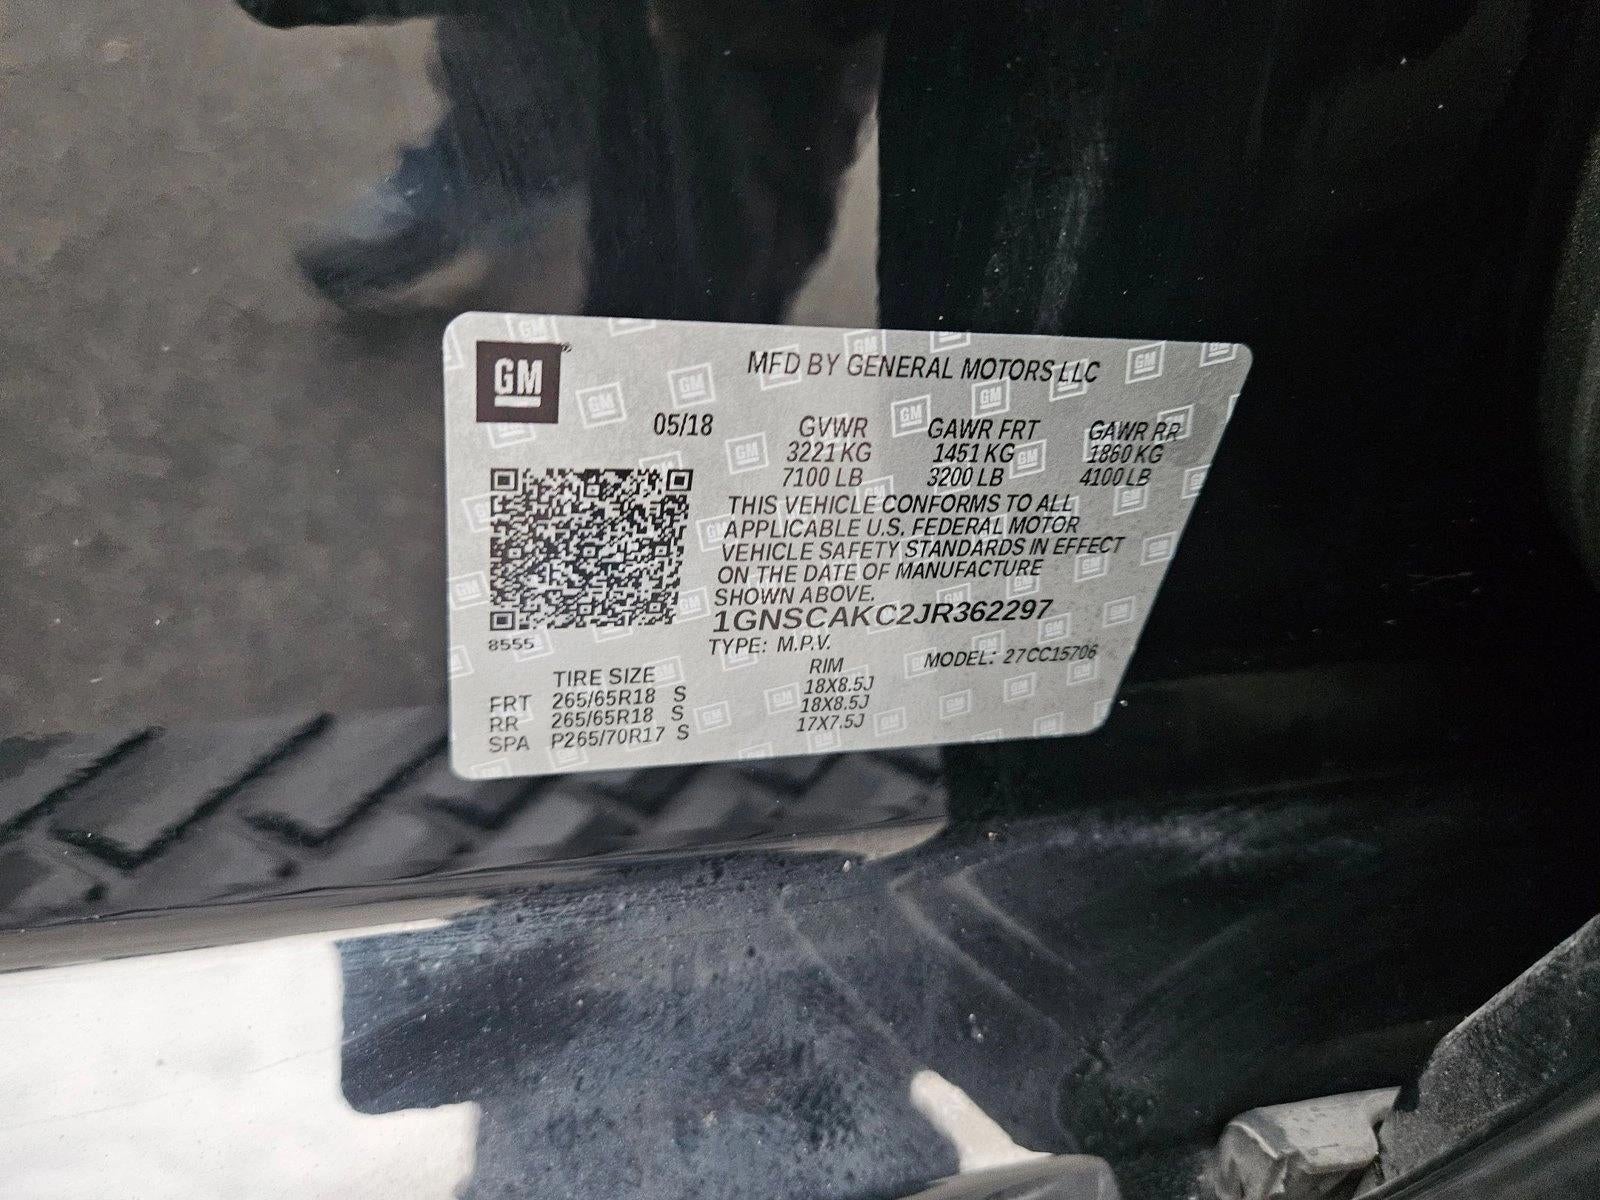 GM
MFD BY GENERAL MOTORS LLC
05/18 GVWR GAWR FRT GAWR RR
3221 KG 1451 KG 1860 KG
7100 LB 3200 LB 4100 LB
THIS VEHICLE CONFORMS TO ALL
APPLICABLE U.S. FEDERAL MOTOR
VEHICLE SAFETY STANDARDS IN EFFECT
ON THE DATE OF MANUFACTURE
SHOWN ABOVE.
1GNSCAKC2JR362297
8555
TYPE: M.P.V. MODEL: 27CC15706
TIRE SIZE RIM
FRT 265/65R18 S 18X8.5J
RR 265/65R18 S 18X8.5J
SPA P265/70R17 S 17X7.5J